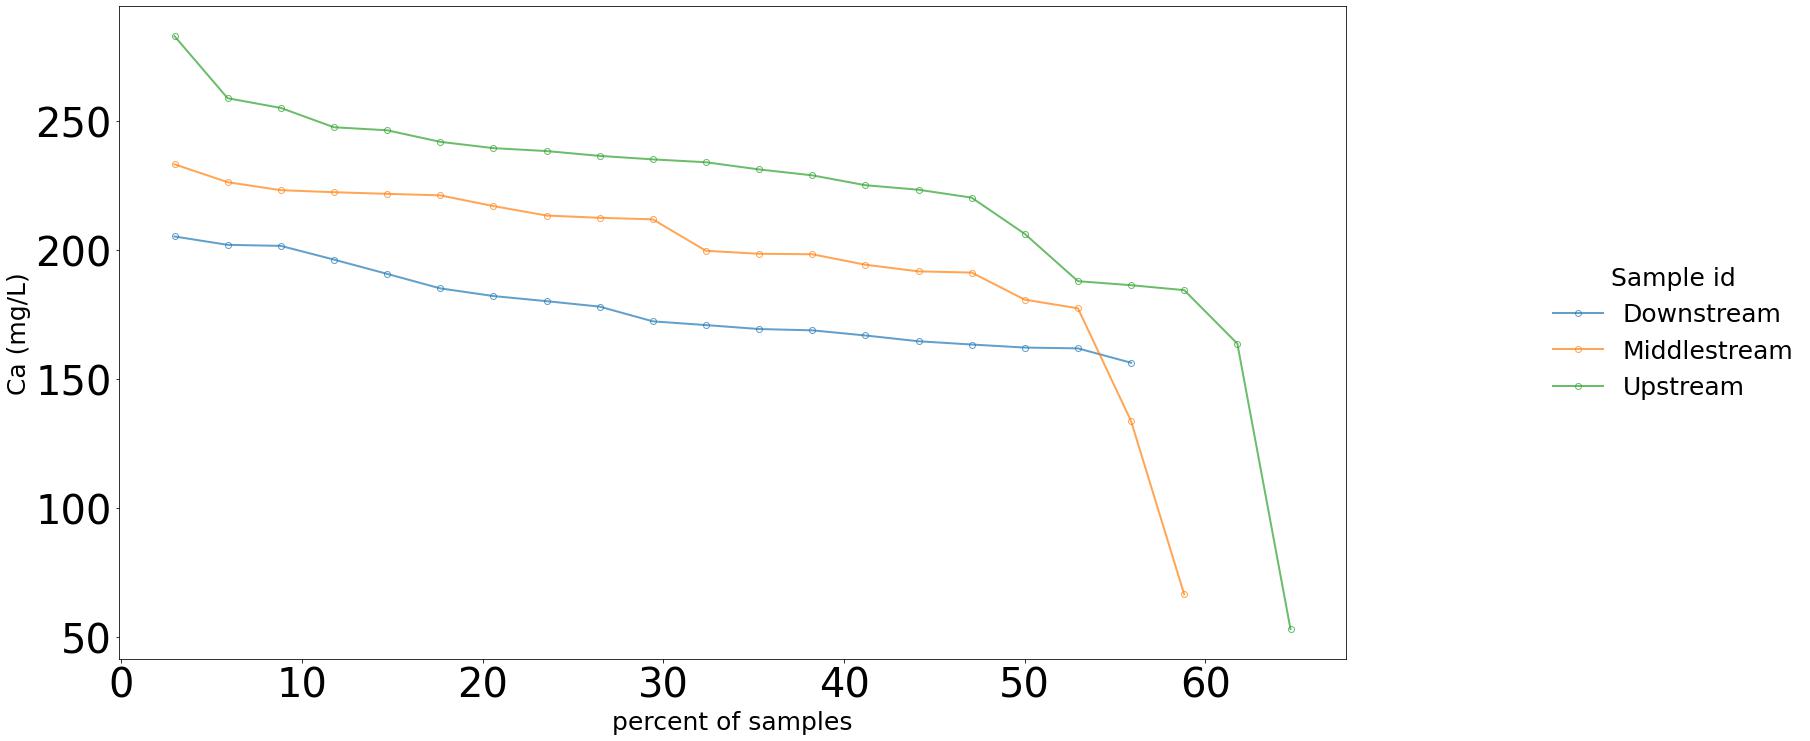 250
200
150
100
50
Ca (mg/L)
0 10 20 30 40 50 60
percent of samples
Sample id
Downstream
Middlestream
Upstream